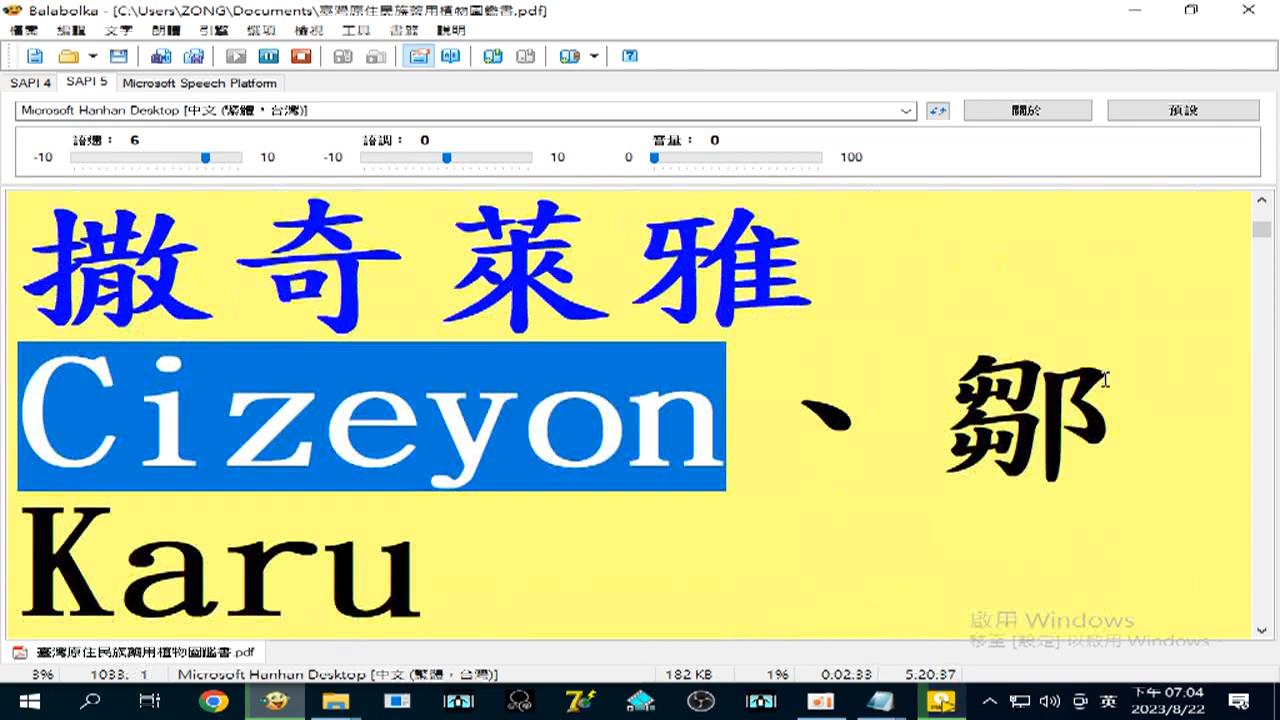 Balabolka - [C:\Users\ZONG\Documents\臺灣原住民族藥用植物圖鑑書.pdf]
檔案 編輯 文字 朗讀 引擎 選項 檢視 工具 書籤 說明
SAPI 4 SAPI 5 Microsoft Speech Platform
Microsoft Hanhan Desktop [中文 (繁體，台灣)] 關於 預設
語速： 6 語調： 0 音量： 0
-10 10 -10 10 0 100
撒奇萊雅
Cizeyon、鄒
Karu
啟用 Windows
移至 [設定] 以啟用 Windows。
臺灣原住民族藥用植物圖鑑書.pdf
3% 1033: 1 Microsoft Hanhan Desktop [中文 (繁體，台灣)] 182 KB 1% 0:02:33 5:20:37
英 下午 07:04
2023/8/22